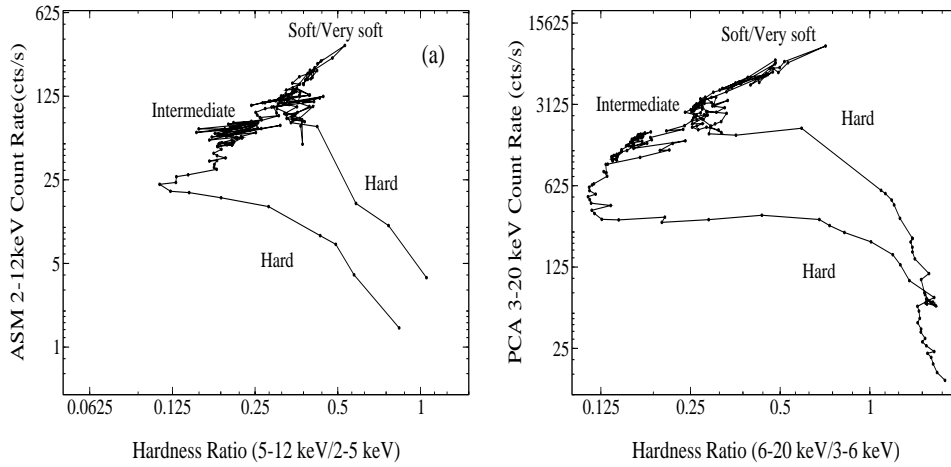 625
125
25
5
1
ASM 2-12keV Count Rate(cts/s)
Soft/Very soft
(a)
Intermediate
Hard
Hard
0.0625 0.125 0.25 0.5 1
Hardness Ratio (5-12 keV/2-5 keV)
15625
3125
625
125
25
PCA 3-20 keV Count Rate (cts/s)
Soft/Very soft
Intermediate
Hard
Hard
0.125 0.25 0.5 1
Hardness Ratio (6-20 keV/3-6 keV)